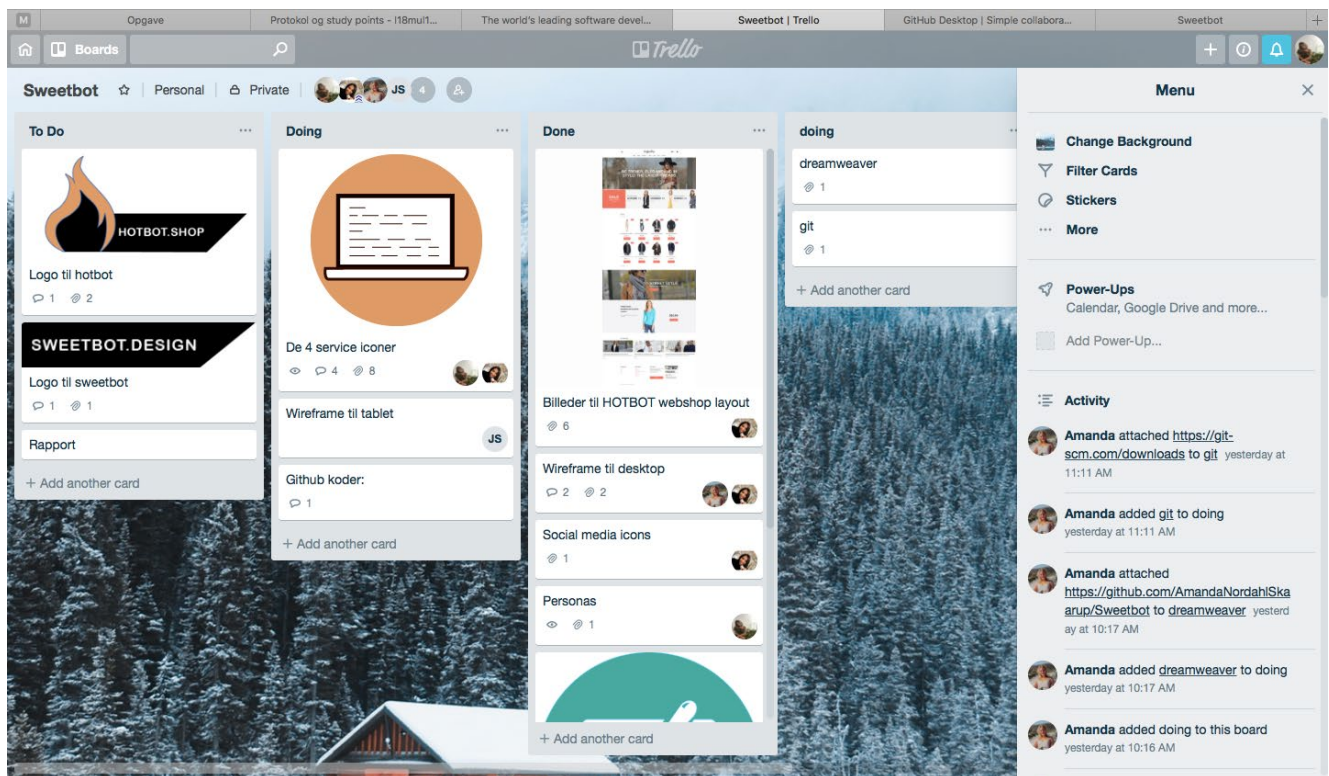 M
Opgave
Protokol og study points - l18mul1...
The world's leading software devel...
Sweetbot | Trello
GitHub Desktop | Simple collabora...
Sweetbot
Boards
Trello
Sweetbot
Personal
Private
JS
4
To Do
HOTBOT.SHOP
Logo til hotbot
1
2
SWEETBOT.DESIGN
Logo til sweetbot
1
1
Rapport
+ Add another card
Doing
De 4 service iconer
4
8
Wireframe til tablet
JS
Github koder:
1
+ Add another card
Done
Billeder til HOTBOT webshop layout
6
Wireframe til desktop
2
2
Social media icons
1
Personas
1
+ Add another card
doing
dreamweaver
1
git
1
+ Add another card
Menu
Change Background
Filter Cards
Stickers
More
Power-Ups
Calendar, Google Drive and more...
Add Power-Up...
Activity
Amanda attached https://git-
scm.com/downloads to git yesterday at
11:11 AM
Amanda added git to doing
yesterday at 11:11 AM
Amanda attached
https://github.com/AmandaNordahlSka
arup/Sweetbot to dreamweaver yesterd
ay at 10:17 AM
Amanda added dreamweaver to doing
yesterday at 10:17 AM
Amanda added doing to this board
yesterday at 10:16 AM